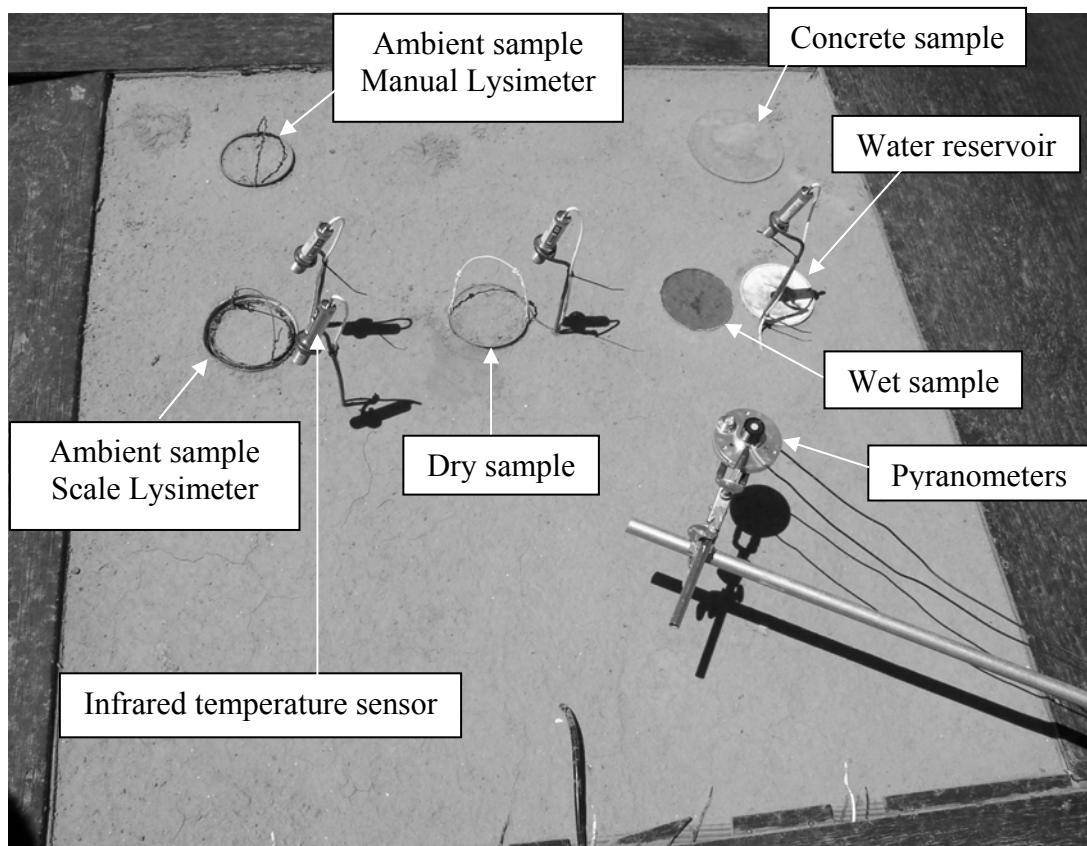 Ambient sample
Manual Lysimeter
Concrete sample
Water reservoir
Wet sample
Ambient sample
Scale Lysimeter
Dry sample
Pyranometers
Infrared temperature sensor